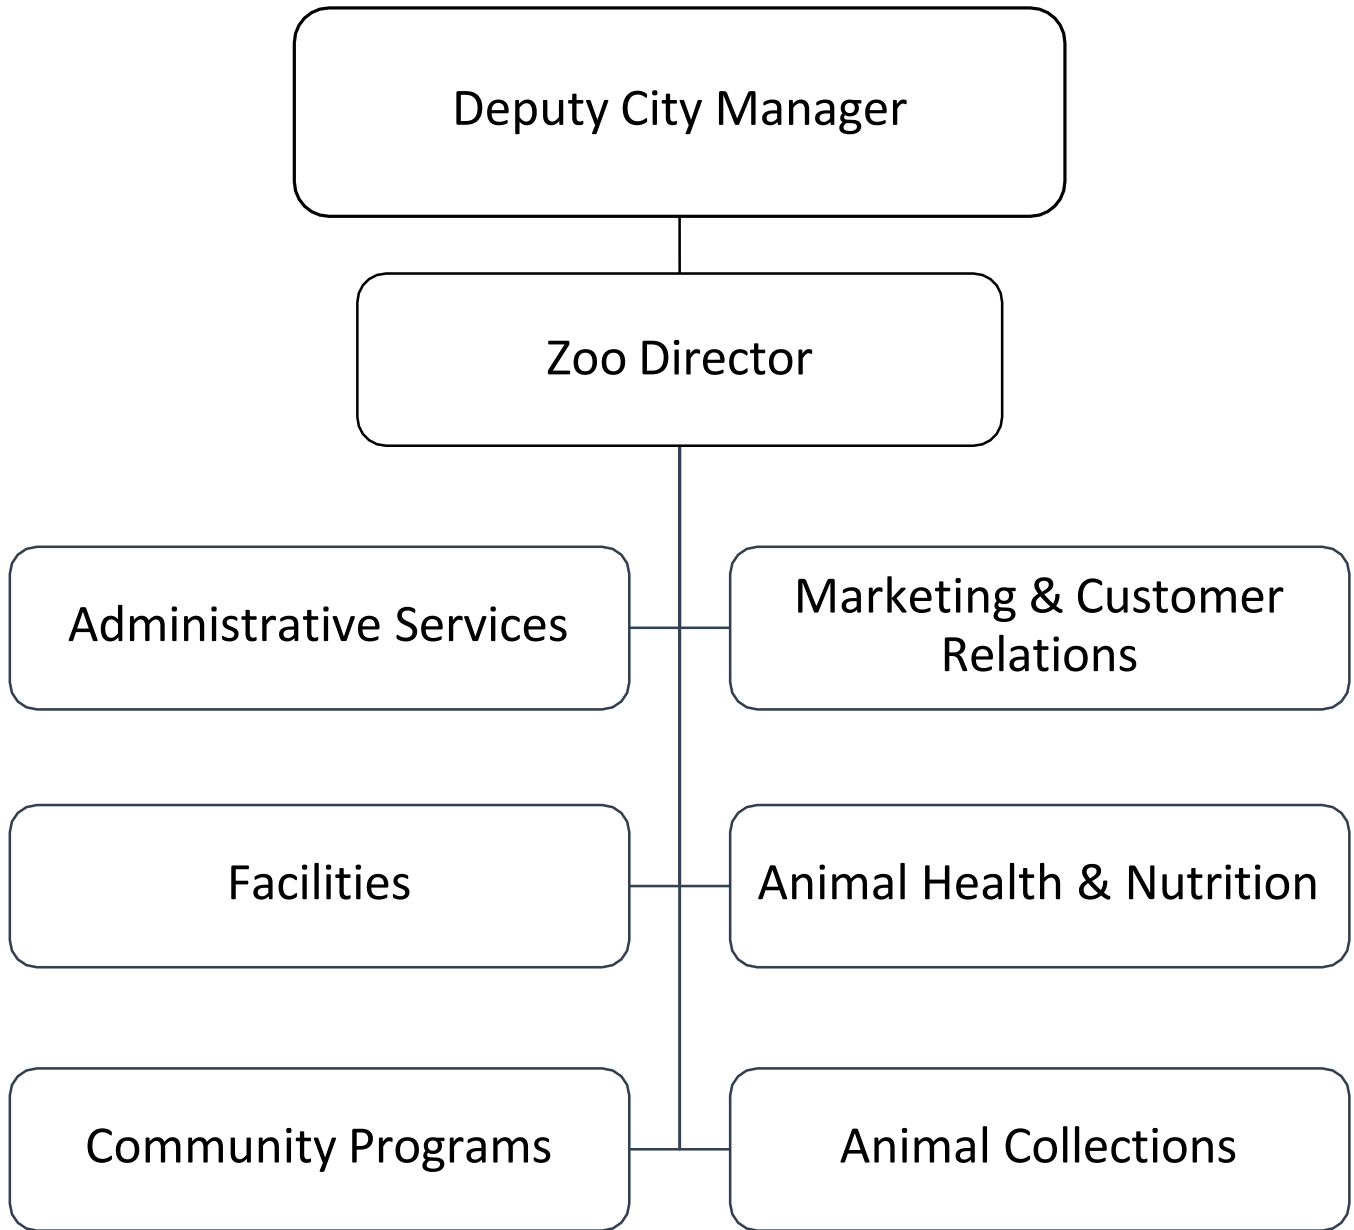 Deputy City Manager
Zoo Director
Administrative Services
Marketing & Customer
Relations
Facilities
Animal Health & Nutrition
Community Programs
Animal Collections